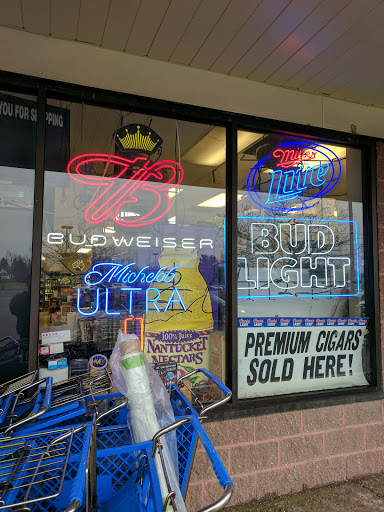 YOU FOR SHOPPING
B
BUDWEISER
Michelob
ULTRA
100% Juice
NANTUCKET
NECTARS
Miller
Lite
BUD
LIGHT
PREMIUM CIGARS
SOLD HERE!